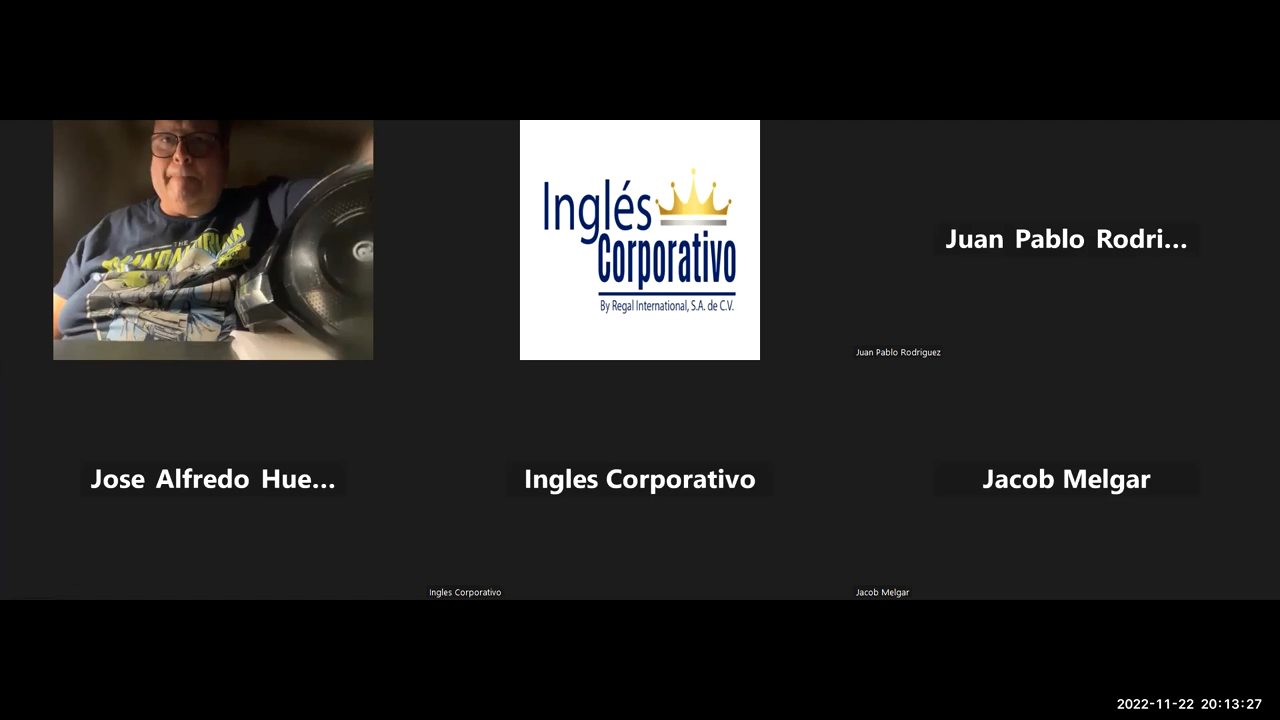 THE
Inglés
Corporativo
By Regal International, S.A. de C.V.
Juan Pablo Rodri...
Juan Pablo Rodriguez
Jose Alfredo Hue...
Ingles Corporativo
Jacob Melgar
Ingles Corporativo
Jacob Melgar
2022-11-22 20:13:27